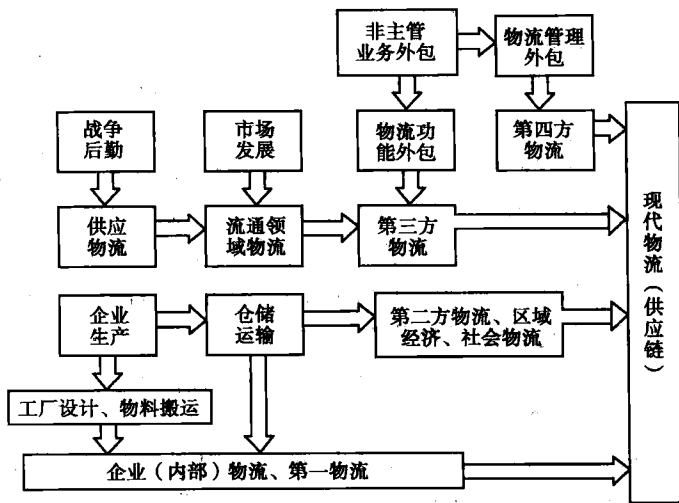 非主管
业务外包
物流管理
外包
战争
后勤
市场
发展
物流功
能外包
第四方
物流
供应
物流
流通领
域物流
第三方
物流
现代物流（供应链）
企业
生产
仓储
运输
第二方物流、区域
经济、社会物流
工厂设计、物料搬运
企业（内部）物流、第一物流